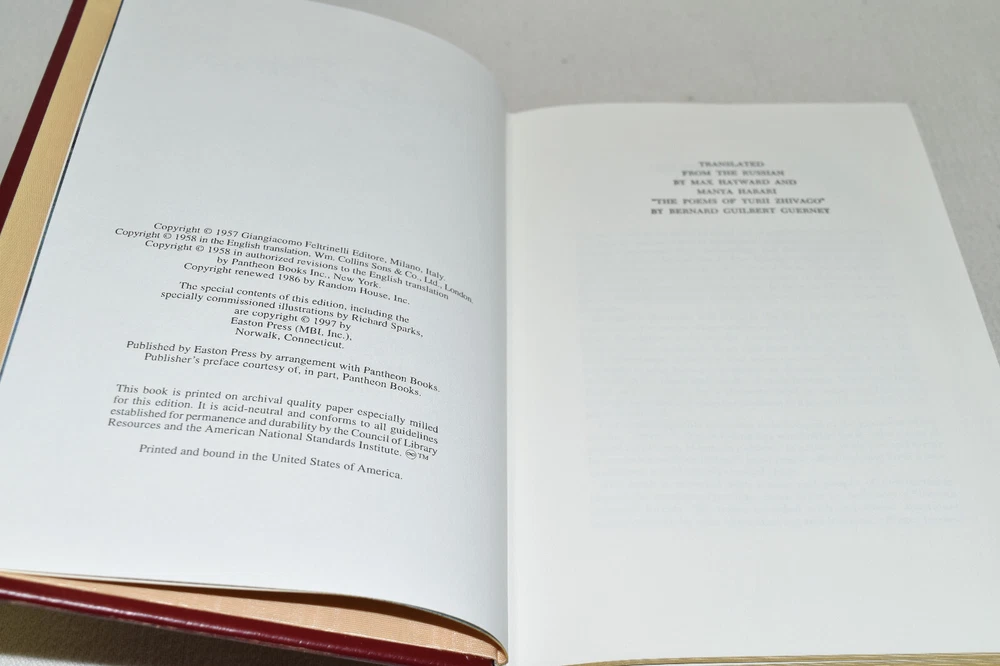 Copyright © 1957 Giangiacomo Feltrinelli Editore, Milano, Italy.
Copyright © 1958 in the English translation, Wm. Collins Sons & Co., Ltd., London.
Copyright © 1958 in authorized revisions to the English translation
by Pantheon Books Inc., New York.
Copyright renewed 1986 by Random House, Inc.
The special contents of this edition, including the
specially commissioned illustrations by Richard Sparks,
are copyright © 1997 by
Easton Press (MBI, Inc.),
Norwalk, Connecticut.
Published by Easton Press by arrangement with Pantheon Books.
Publisher's preface courtesy of, in part, Pantheon Books.
This book is printed on archival quality paper especially milled
for this edition. It is acid-neutral and conforms to all guidelines
established for permanence and durability by the Council of Library
Resources and the American National Standards Institute. ♾™
Printed and bound in the United States of America.
TRANSLATED
FROM THE RUSSIAN
BY MAX HAYWARD AND
MANYA HARARI
"THE POEMS OF YURII ZHIVAGO"
BY BERNARD GUILBERT GUERNEY